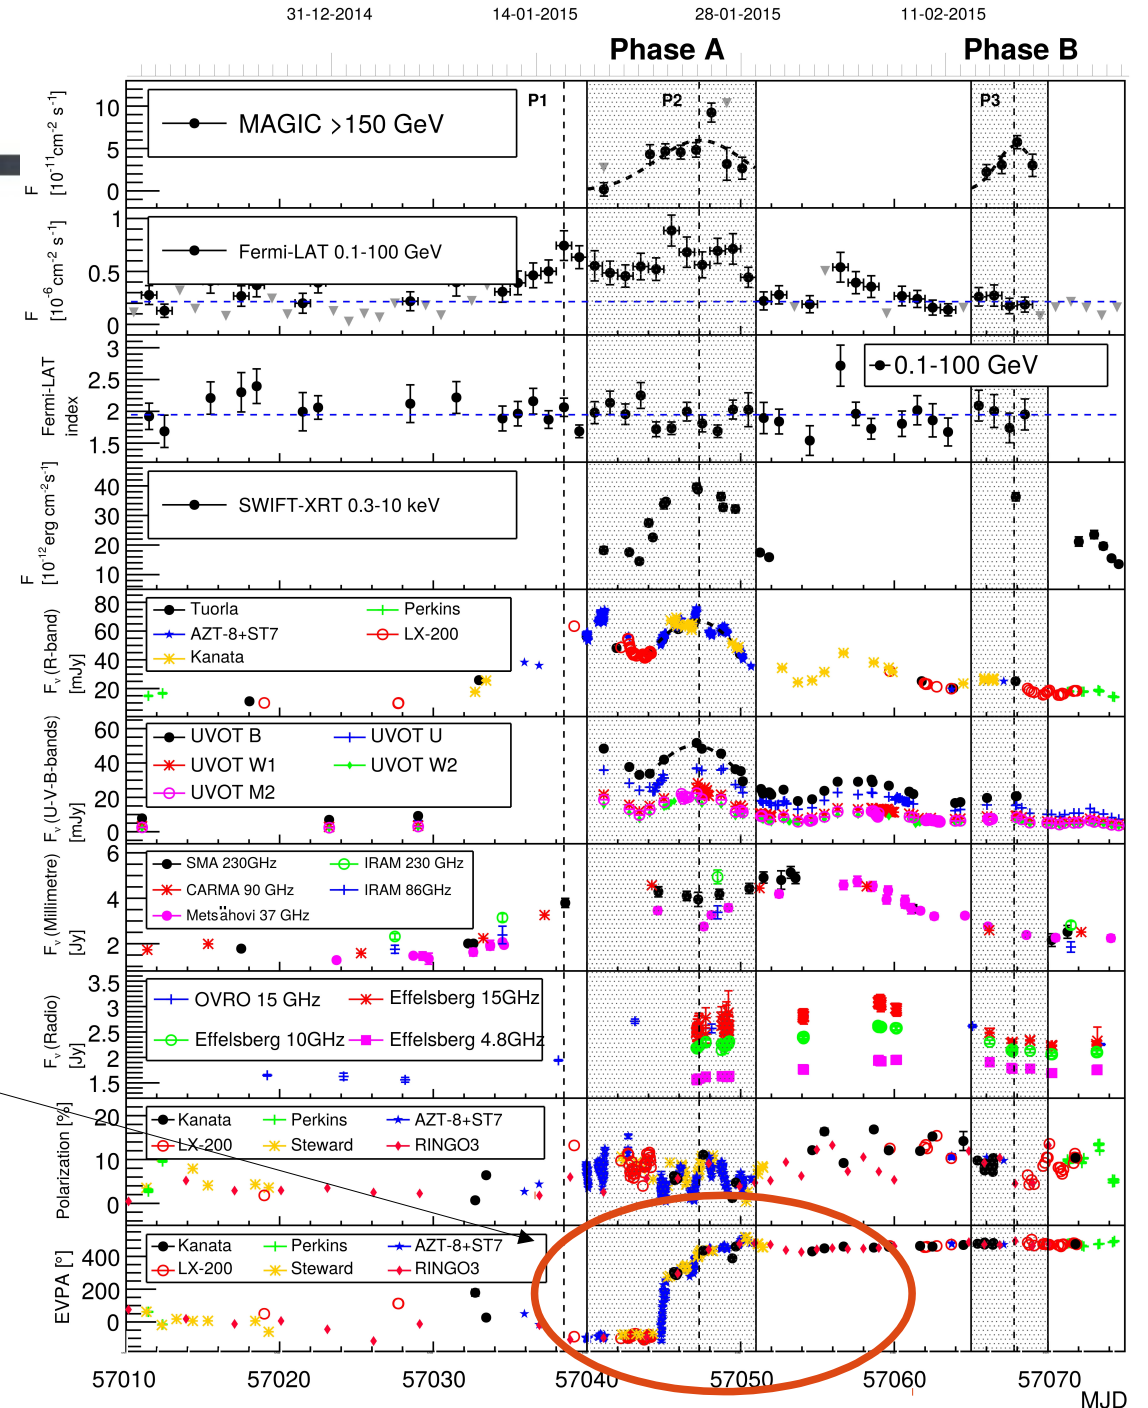 31-12-2014 14-01-2015 28-01-2015 11-02-2015
Phase A Phase B
P1 P2 P3
MAGIC >150 GeV
F [10⁻¹¹cm⁻² s⁻¹]
10
5
0
Fermi-LAT 0.1-100 GeV
F [10⁻⁶cm⁻² s⁻¹]
1
0.5
0
0.1-100 GeV
Fermi-LAT index
3
2.5
2
1.5
SWIFT-XRT 0.3-10 keV
F [10⁻¹²erg cm⁻²s⁻¹]
40
30
20
10
Tuorla Perkins
AZT-8+ST7 LX-200
Kanata
Fᵥ (R-band) [mJy]
80
60
40
20
UVOT B UVOT U
UVOT W1 UVOT W2
UVOT M2
Fᵥ (U-V-B-bands) [mJy]
60
40
20
0
SMA 230GHz IRAM 230 GHz
CARMA 90 GHz IRAM 86GHz
Metsähovi 37 GHz
Fᵥ (Millimetre) [Jy]
6
4
2
OVRO 15 GHz Effelsberg 15GHz
Effelsberg 10GHz Effelsberg 4.8GHz
Fᵥ (Radio) [Jy]
3.5
3
2.5
2
1.5
Kanata Perkins AZT-8+ST7
LX-200 Steward RINGO3
Polarization [%]
20
10
0
Kanata Perkins AZT-8+ST7
LX-200 Steward RINGO3
EVPA [°]
400
200
0
57010 57020 57030 57040 57050 57060 57070
MJD